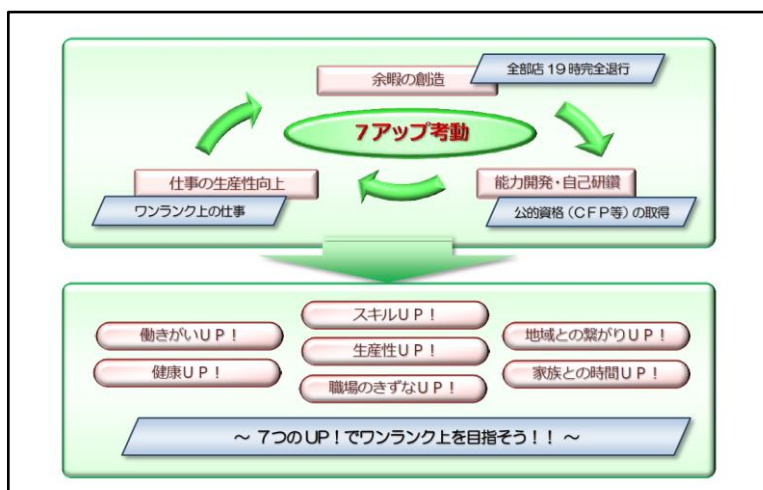 余暇の創造
全部店19時完全退行
7アップ考動
仕事の生産性向上
ワンランク上の仕事
能力開発・自己研鑽
公的資格(CFP等)の取得
働きがいUP!
健康UP!
スキルUP!
生産性UP!
職場のきずなUP!
地域との繋がりUP!
家族との時間UP!
～ 7つのUP!でワンランク上を目指そう!! ～